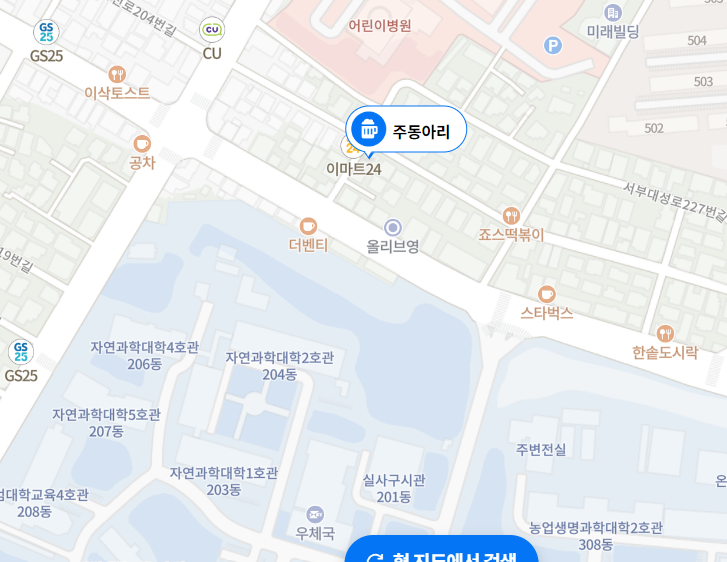 어린이병원
미래빌딩
GS
25
GS25
CU
CU
P
504
503
502
이삭토스트
주동아리
24
이마트24
공차
서부대성로227번길
죠스떡볶이
더벤티
올리브영
19번길
스타벅스
한솥도시락
GS
25
GS25
자연과학대학4호관
206동
자연과학대학2호관
204동
자연과학대학5호관
207동
주변전실
자연과학대학1호관
203동
실사구시관
201동
범대학교육4호관
208동
우체국
농업생명과학대학2호관
308동
현 지도에서 검색